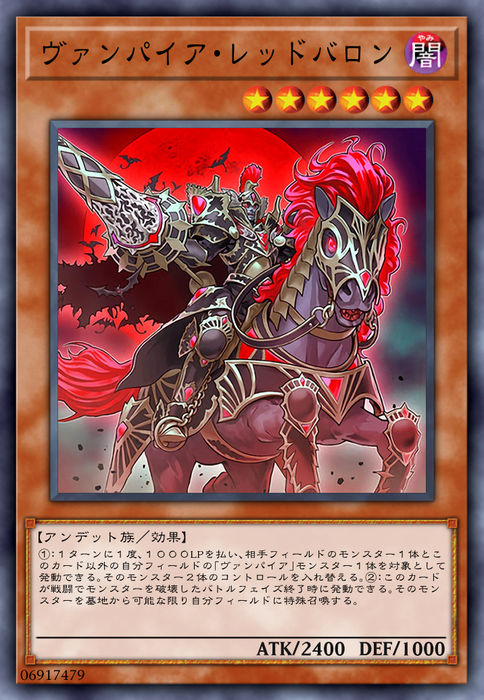 ヴァンパイア・レッドバロン
やみ
闇
【アンデット族／効果】
①：１ターンに１度、１０００LPを払い、相手フィールドのモンスター１体とこ
のカード以外の自分フィールドの「ヴァンパイア」モンスター１体を対象として
発動できる。そのモンスター２体のコントロールを入れ替える。②：このカード
が戦闘でモンスターを破壊したバトルフェイズ終了時に発動できる。そのモン
スターを墓地から可能な限り自分フィールドに特殊召喚する。
ATK/2400 DEF/1000
06917479